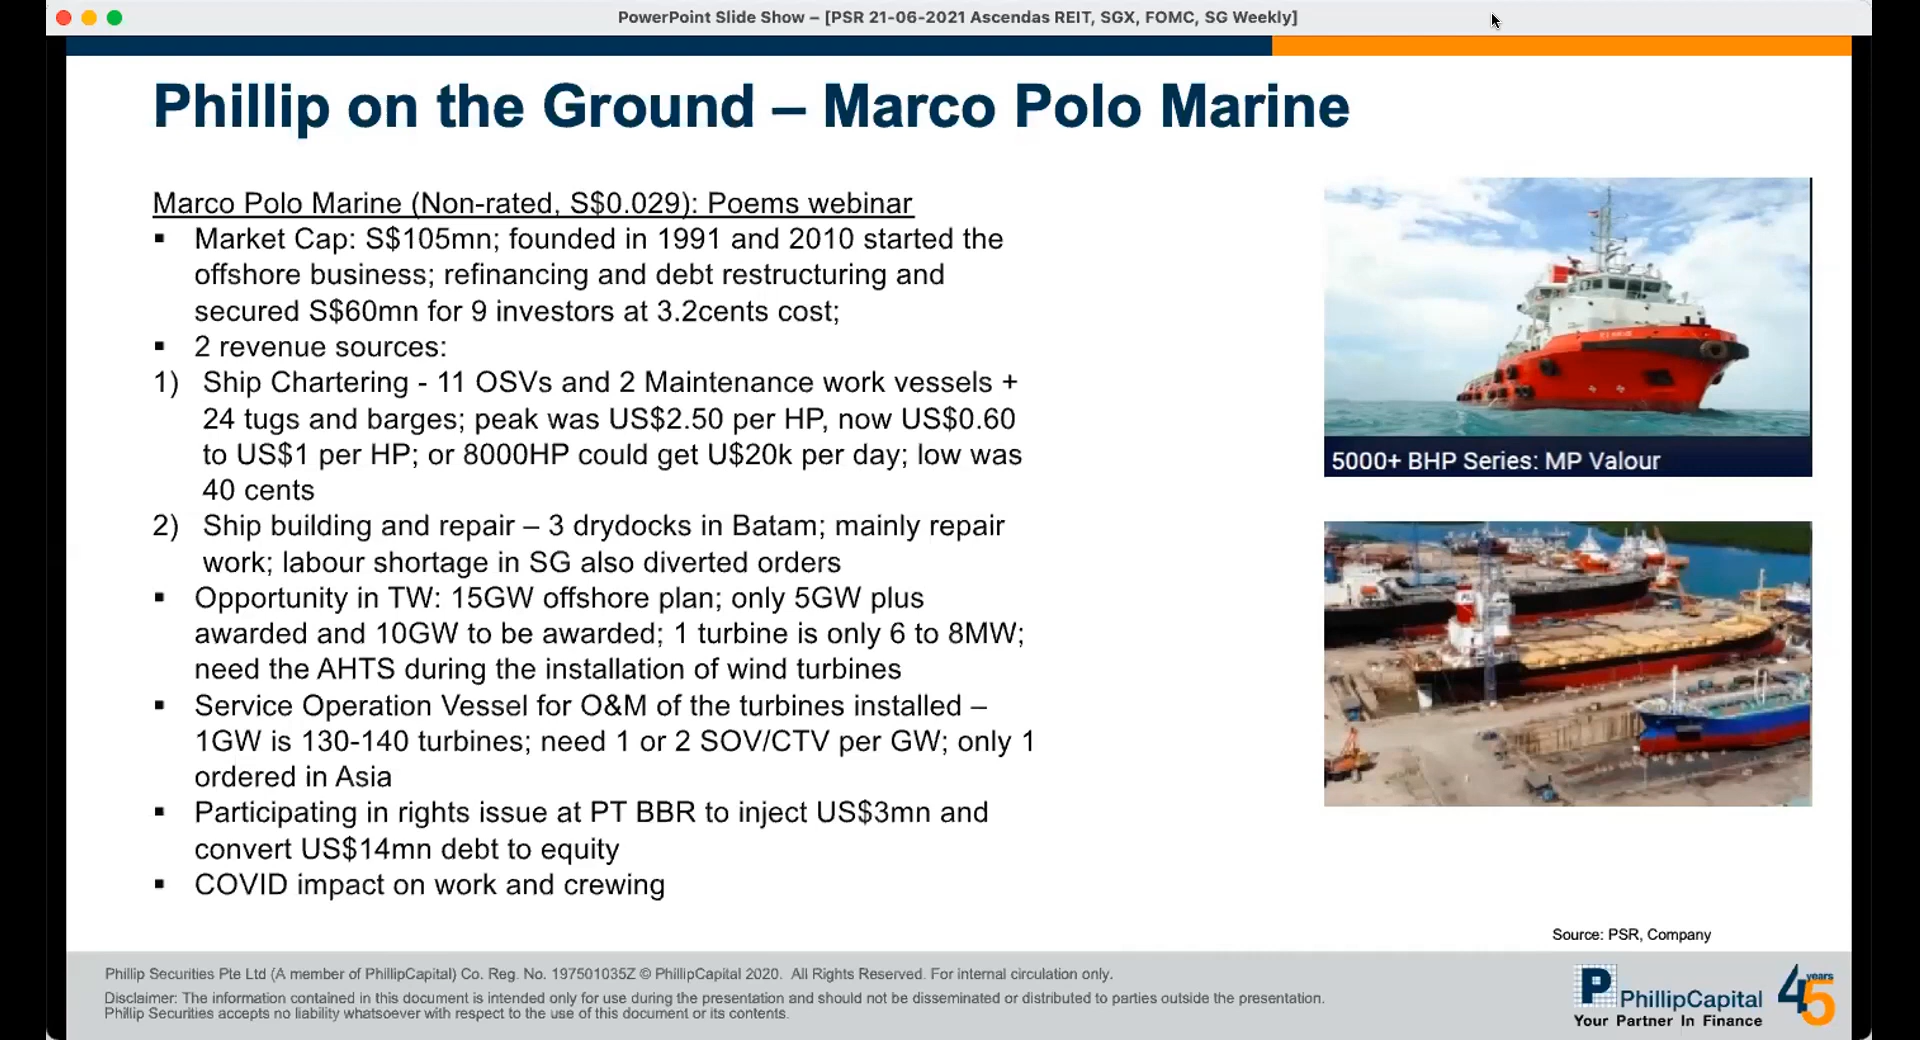 PowerPoint Slide Show – [PSR 21-06-2021 Ascendas REIT, SGX, FOMC, SG Weekly]
Phillip on the Ground – Marco Polo Marine
Marco Polo Marine (Non-rated, S$0.029): Poems webinar
▪ Market Cap: S$105mn; founded in 1991 and 2010 started the
offshore business; refinancing and debt restructuring and
secured S$60mn for 9 investors at 3.2cents cost;
▪ 2 revenue sources:
1) Ship Chartering - 11 OSVs and 2 Maintenance work vessels +
24 tugs and barges; peak was US$2.50 per HP, now US$0.60
to US$1 per HP; or 8000HP could get U$20k per day; low was
40 cents
2) Ship building and repair – 3 drydocks in Batam; mainly repair
work; labour shortage in SG also diverted orders
▪ Opportunity in TW: 15GW offshore plan; only 5GW plus
awarded and 10GW to be awarded; 1 turbine is only 6 to 8MW;
need the AHTS during the installation of wind turbines
▪ Service Operation Vessel for O&M of the turbines installed –
1GW is 130-140 turbines; need 1 or 2 SOV/CTV per GW; only 1
ordered in Asia
▪ Participating in rights issue at PT BBR to inject US$3mn and
convert US$14mn debt to equity
▪ COVID impact on work and crewing
5000+ BHP Series: MP Valour
Source: PSR, Company
Phillip Securities Pte Ltd (A member of PhillipCapital) Co. Reg. No. 197501035Z © PhillipCapital 2020. All Rights Reserved. For internal circulation only.
Disclaimer: The information contained in this document is intended only for use during the presentation and should not be disseminated or distributed to parties outside the presentation.
Phillip Securities accepts no liability whatsoever with respect to the use of this document or its contents.
P PhillipCapital
Your Partner In Finance
45 years